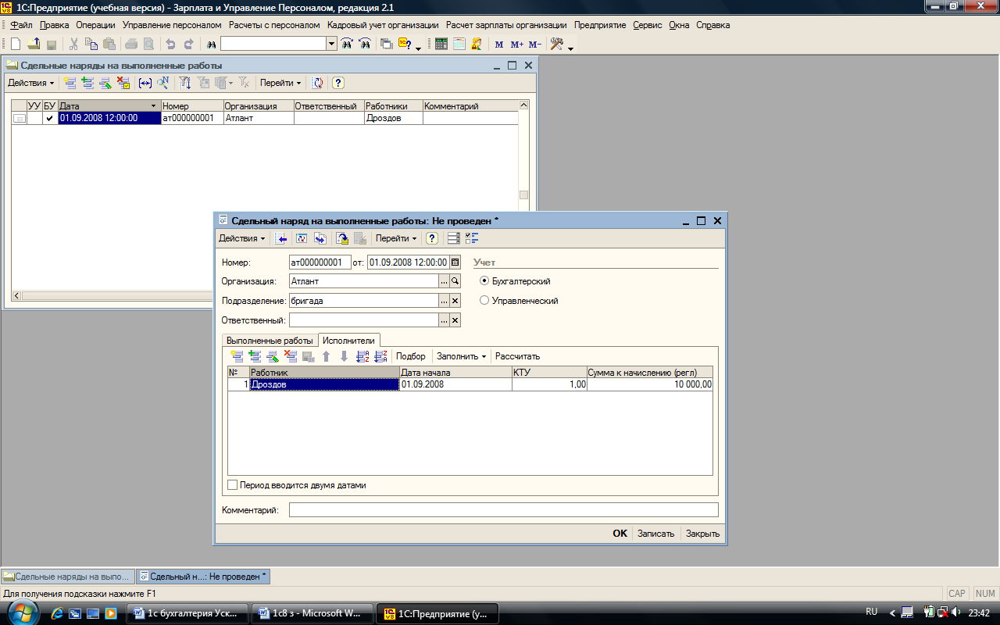 1С:Предприятие (учебная версия) - Зарплата и Управление Персоналом, редакция 2.1
Файл Правка Операции Управление персоналом Расчеты с персоналом Кадровый учет организации Расчет зарплаты организации Предприятие Сервис Окна Справка
M M+ M−
Сдельные наряды на выполненные работы
Действия Перейти ?
УУ БУ Дата Номер Организация Ответственный Работники Комментарий
01.09.2008 12:00:00 ат000000001 Атлант Дроздов
Сдельный наряд на выполненные работы: Не проведен *
Действия Перейти ?
Номер: ат000000001 от: 01.09.2008 12:00:00 Учет
Организация: Атлант ... Бухгалтерский
Подразделение: бригада ... Управленческий
Ответственный: ...
Выполненные работы Исполнители
Подбор Заполнить Рассчитать
№ Работник Дата начала КТУ Сумма к начислению (регл)
1 Дроздов 01.09.2008 1,00 10 000,00
Период вводится двумя датами
Комментарий:
OK Записать Закрыть
Сдельные наряды на выпо... Сдельный н...: Не проведен *
Для получения подсказки нажмите F1 CAP NUM
1с бухгалтерия Уск... 1с8 з - Microsoft W... 1С:Предприятие (у... RU 23:42